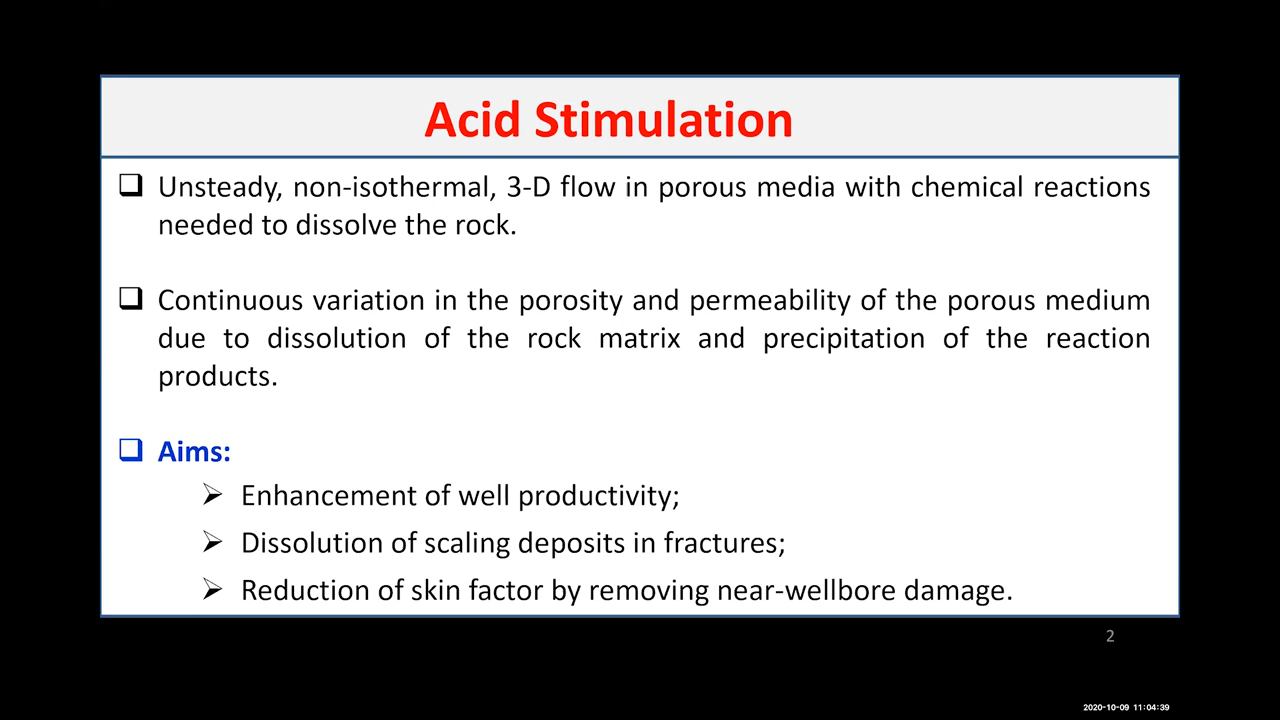 Acid Stimulation
❑ Unsteady, non-isothermal, 3-D flow in porous media with chemical reactions
needed to dissolve the rock.
❑ Continuous variation in the porosity and permeability of the porous medium
due to dissolution of the rock matrix and precipitation of the reaction
products.
❑ Aims:
➢ Enhancement of well productivity;
➢ Dissolution of scaling deposits in fractures;
➢ Reduction of skin factor by removing near-wellbore damage.
2
2020-10-09 11:04:39